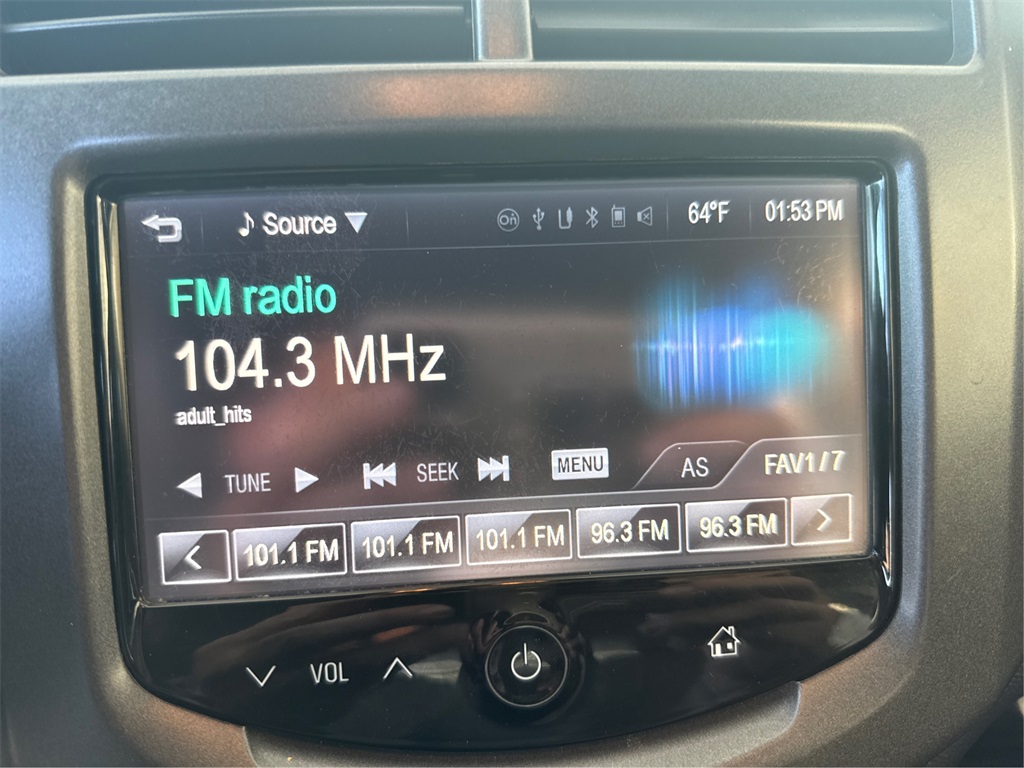 Source 64°F 01:53 PM
FM radio
104.3 MHz
adult_hits
TUNE SEEK MENU AS FAV1/7
101.1 FM 101.1 FM 101.1 FM 96.3 FM 96.3 FM
VOL